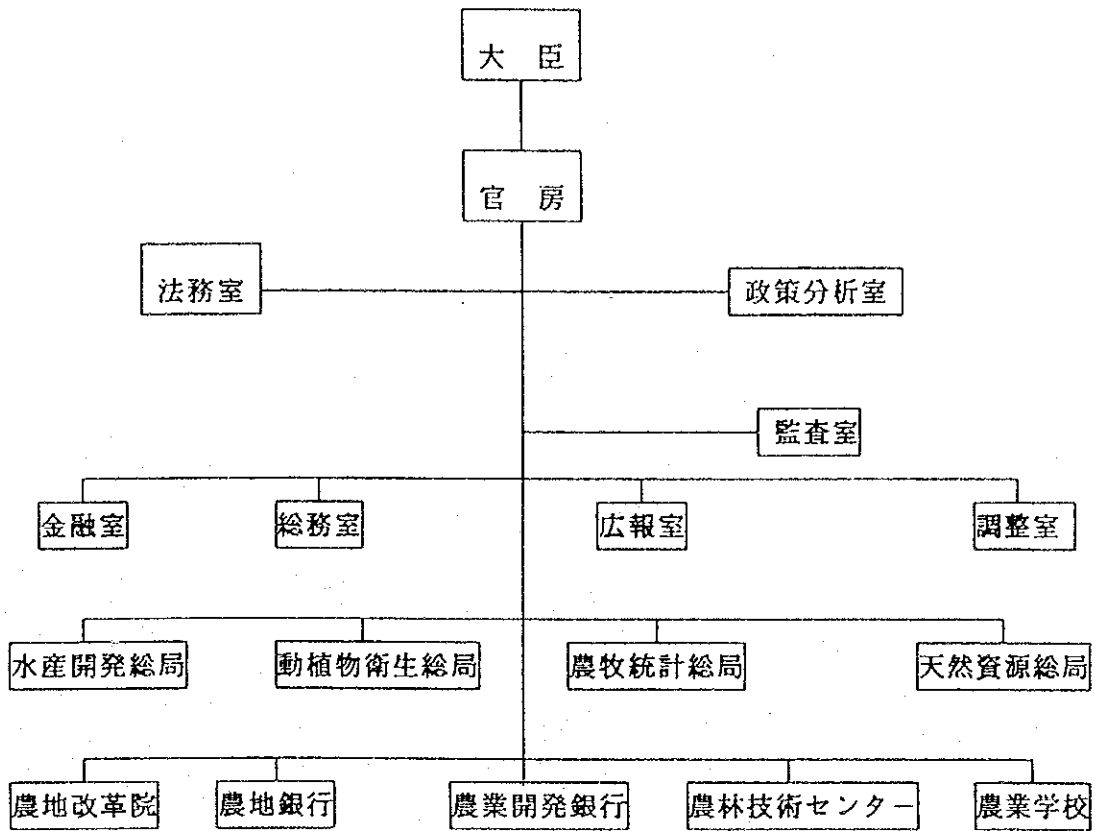 大臣
官房
法務室
政策分析室
監査室
金融室 総務室 広報室 調整室
水産開発総局 動植物衛生総局 農牧統計総局 天然資源総局
農地改革院 農地銀行 農業開発銀行 農林技術センター 農業学校